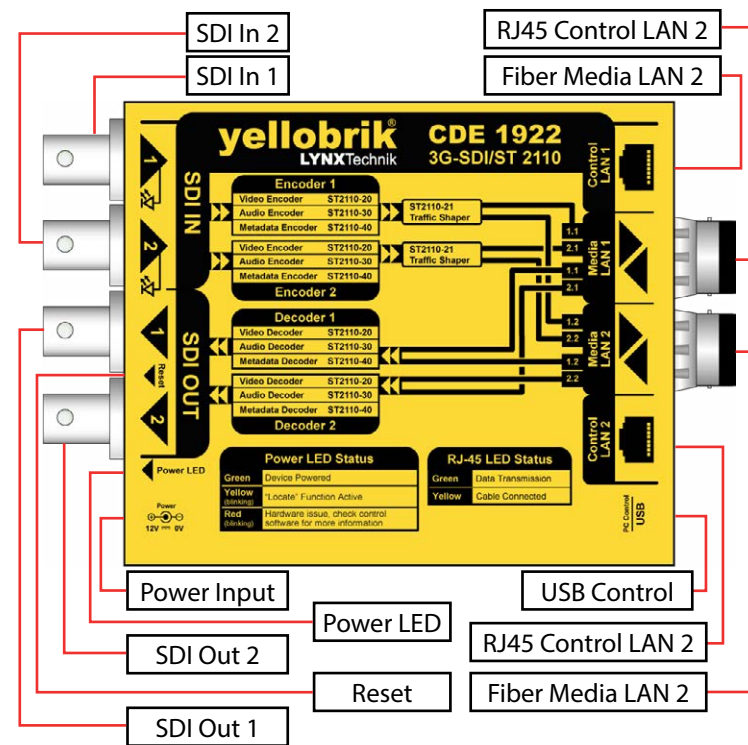 SDI In 2
SDI In 1
RJ45 Control LAN 2
Fiber Media LAN 2
yellobrik®
LYNXTechnik
CDE 1922
3G-SDI/ST 2110
SDI IN
1
2
Encoder 1
Video Encoder ST2110-20
Audio Encoder ST2110-30
Metadata Encoder ST2110-40
ST2110-21
Traffic Shaper
Video Encoder ST2110-20
Audio Encoder ST2110-30
Metadata Encoder ST2110-40
Encoder 2
ST2110-21
Traffic Shaper
Control
LAN 1
Media
LAN 1
1.1
2.1
1.1
2.1
Media
LAN 2
1.2
2.2
1.2
2.2
Control
LAN 2
SDI OUT
1
Reset
2
Decoder 1
Video Decoder ST2110-20
Audio Decoder ST2110-30
Metadata Decoder ST2110-40
Video Decoder ST2110-20
Audio Decoder ST2110-30
Metadata Decoder ST2110-40
Decoder 2
Power LED
Power
12V 0V
Power LED Status
Green Device Powered
Yellow (blinking) "Locate" Function Active
Red (blinking) Hardware issue, check control
software for more information
RJ-45 LED Status
Green Data Transmission
Yellow Cable Connected
PC Control
USB
Power Input
Power LED
SDI Out 2
Reset
SDI Out 1
USB Control
RJ45 Control LAN 2
Fiber Media LAN 2